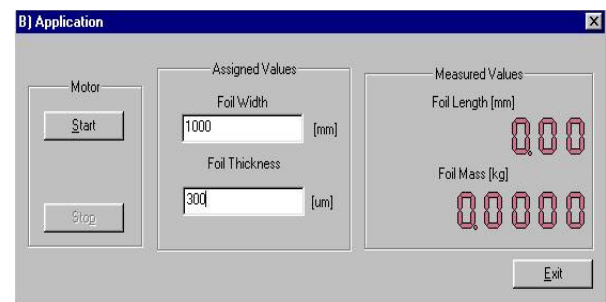 B) Application
Motor
Start
Stop
Assigned Values
Foil Width
1000 [mm]
Foil Thickness
300 [um]
Measured Values
Foil Length [mm]
0.00
Foil Mass [kg]
0.0000
Exit